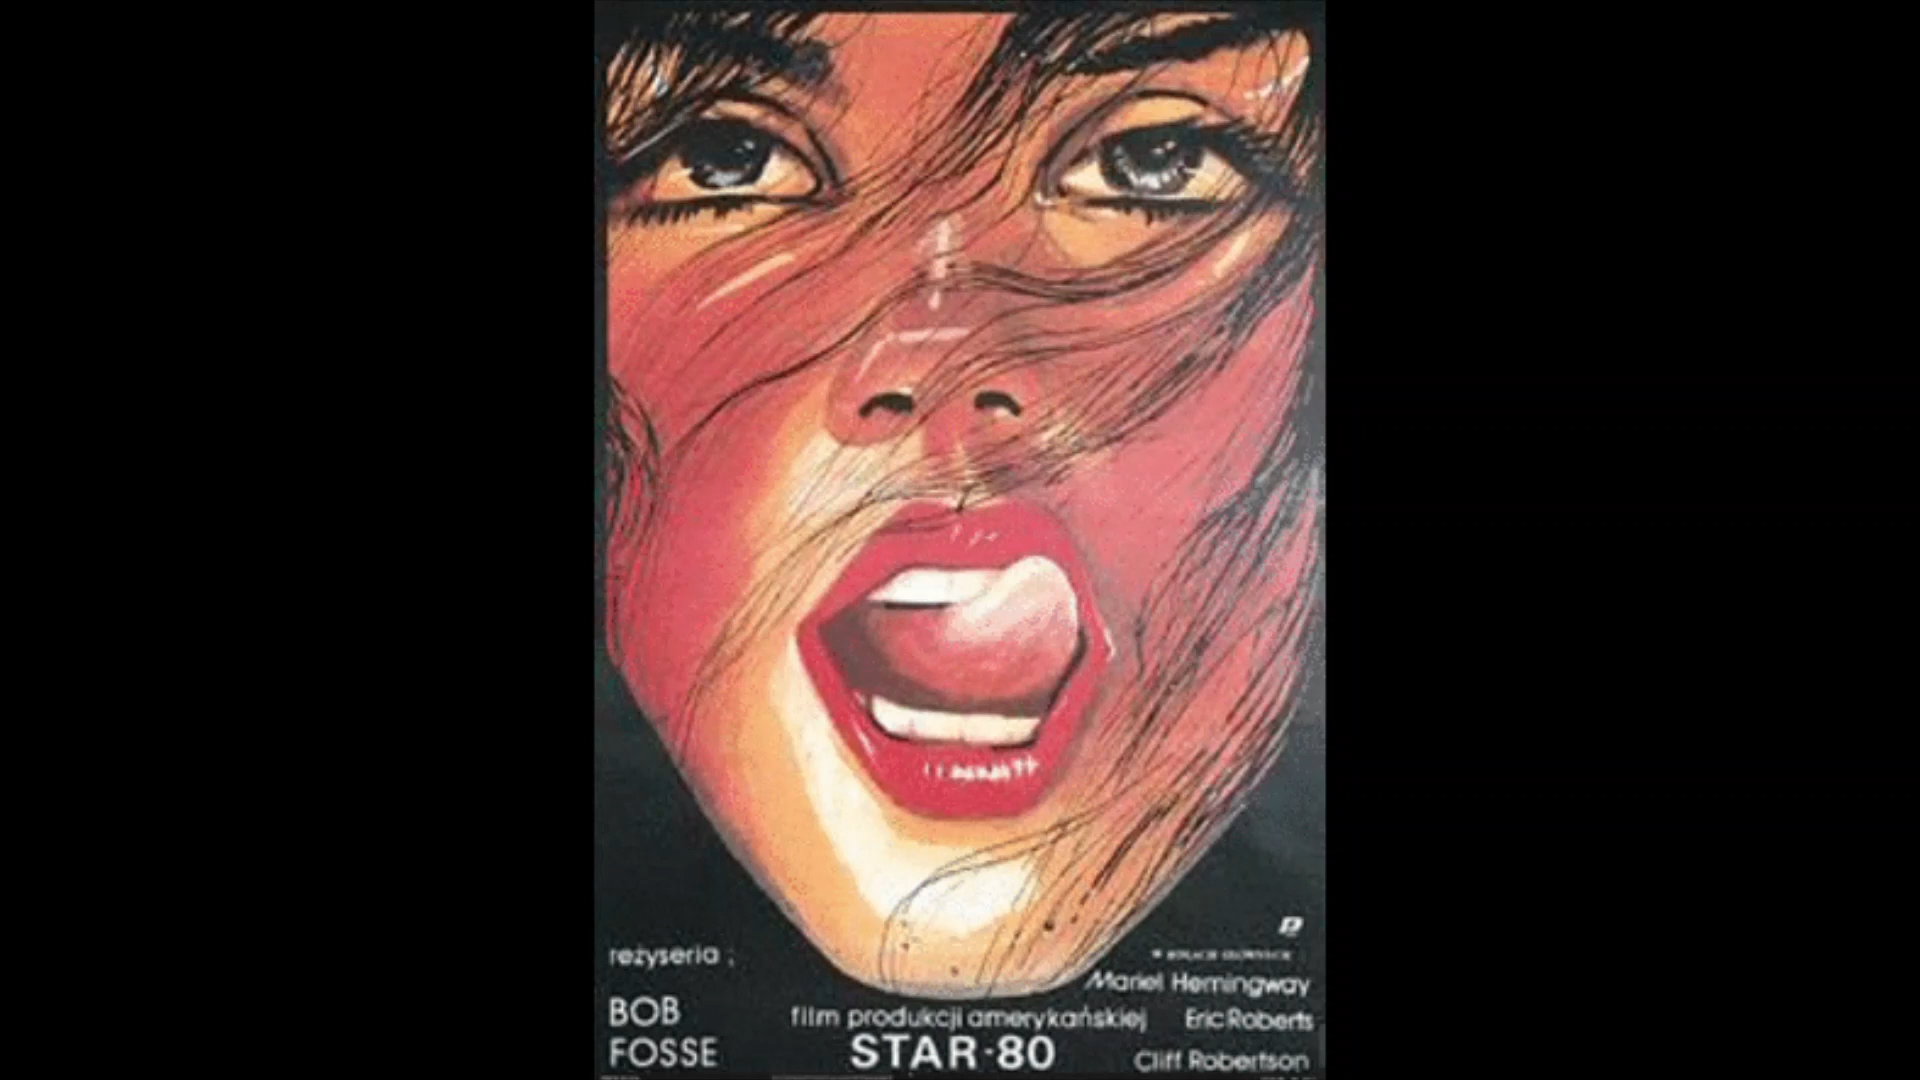 reżyseria :
BOB
FOSSE
film produkcji amerykańskiej
STAR-80
Mariel Hemingway
Eric Roberts
Cliff Robertson